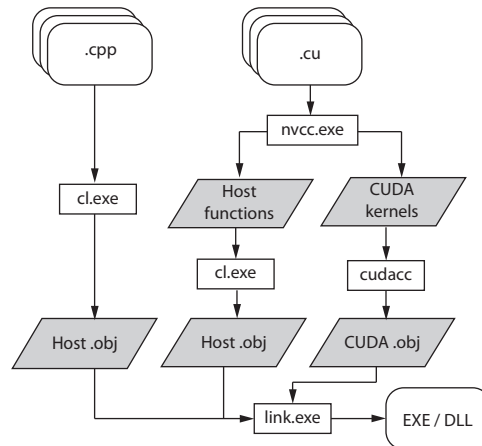 .cpp
.cu
nvcc.exe
cl.exe
Host
functions
CUDA
kernels
cl.exe
cudacc
Host .obj
Host .obj
CUDA .obj
link.exe
EXE / DLL